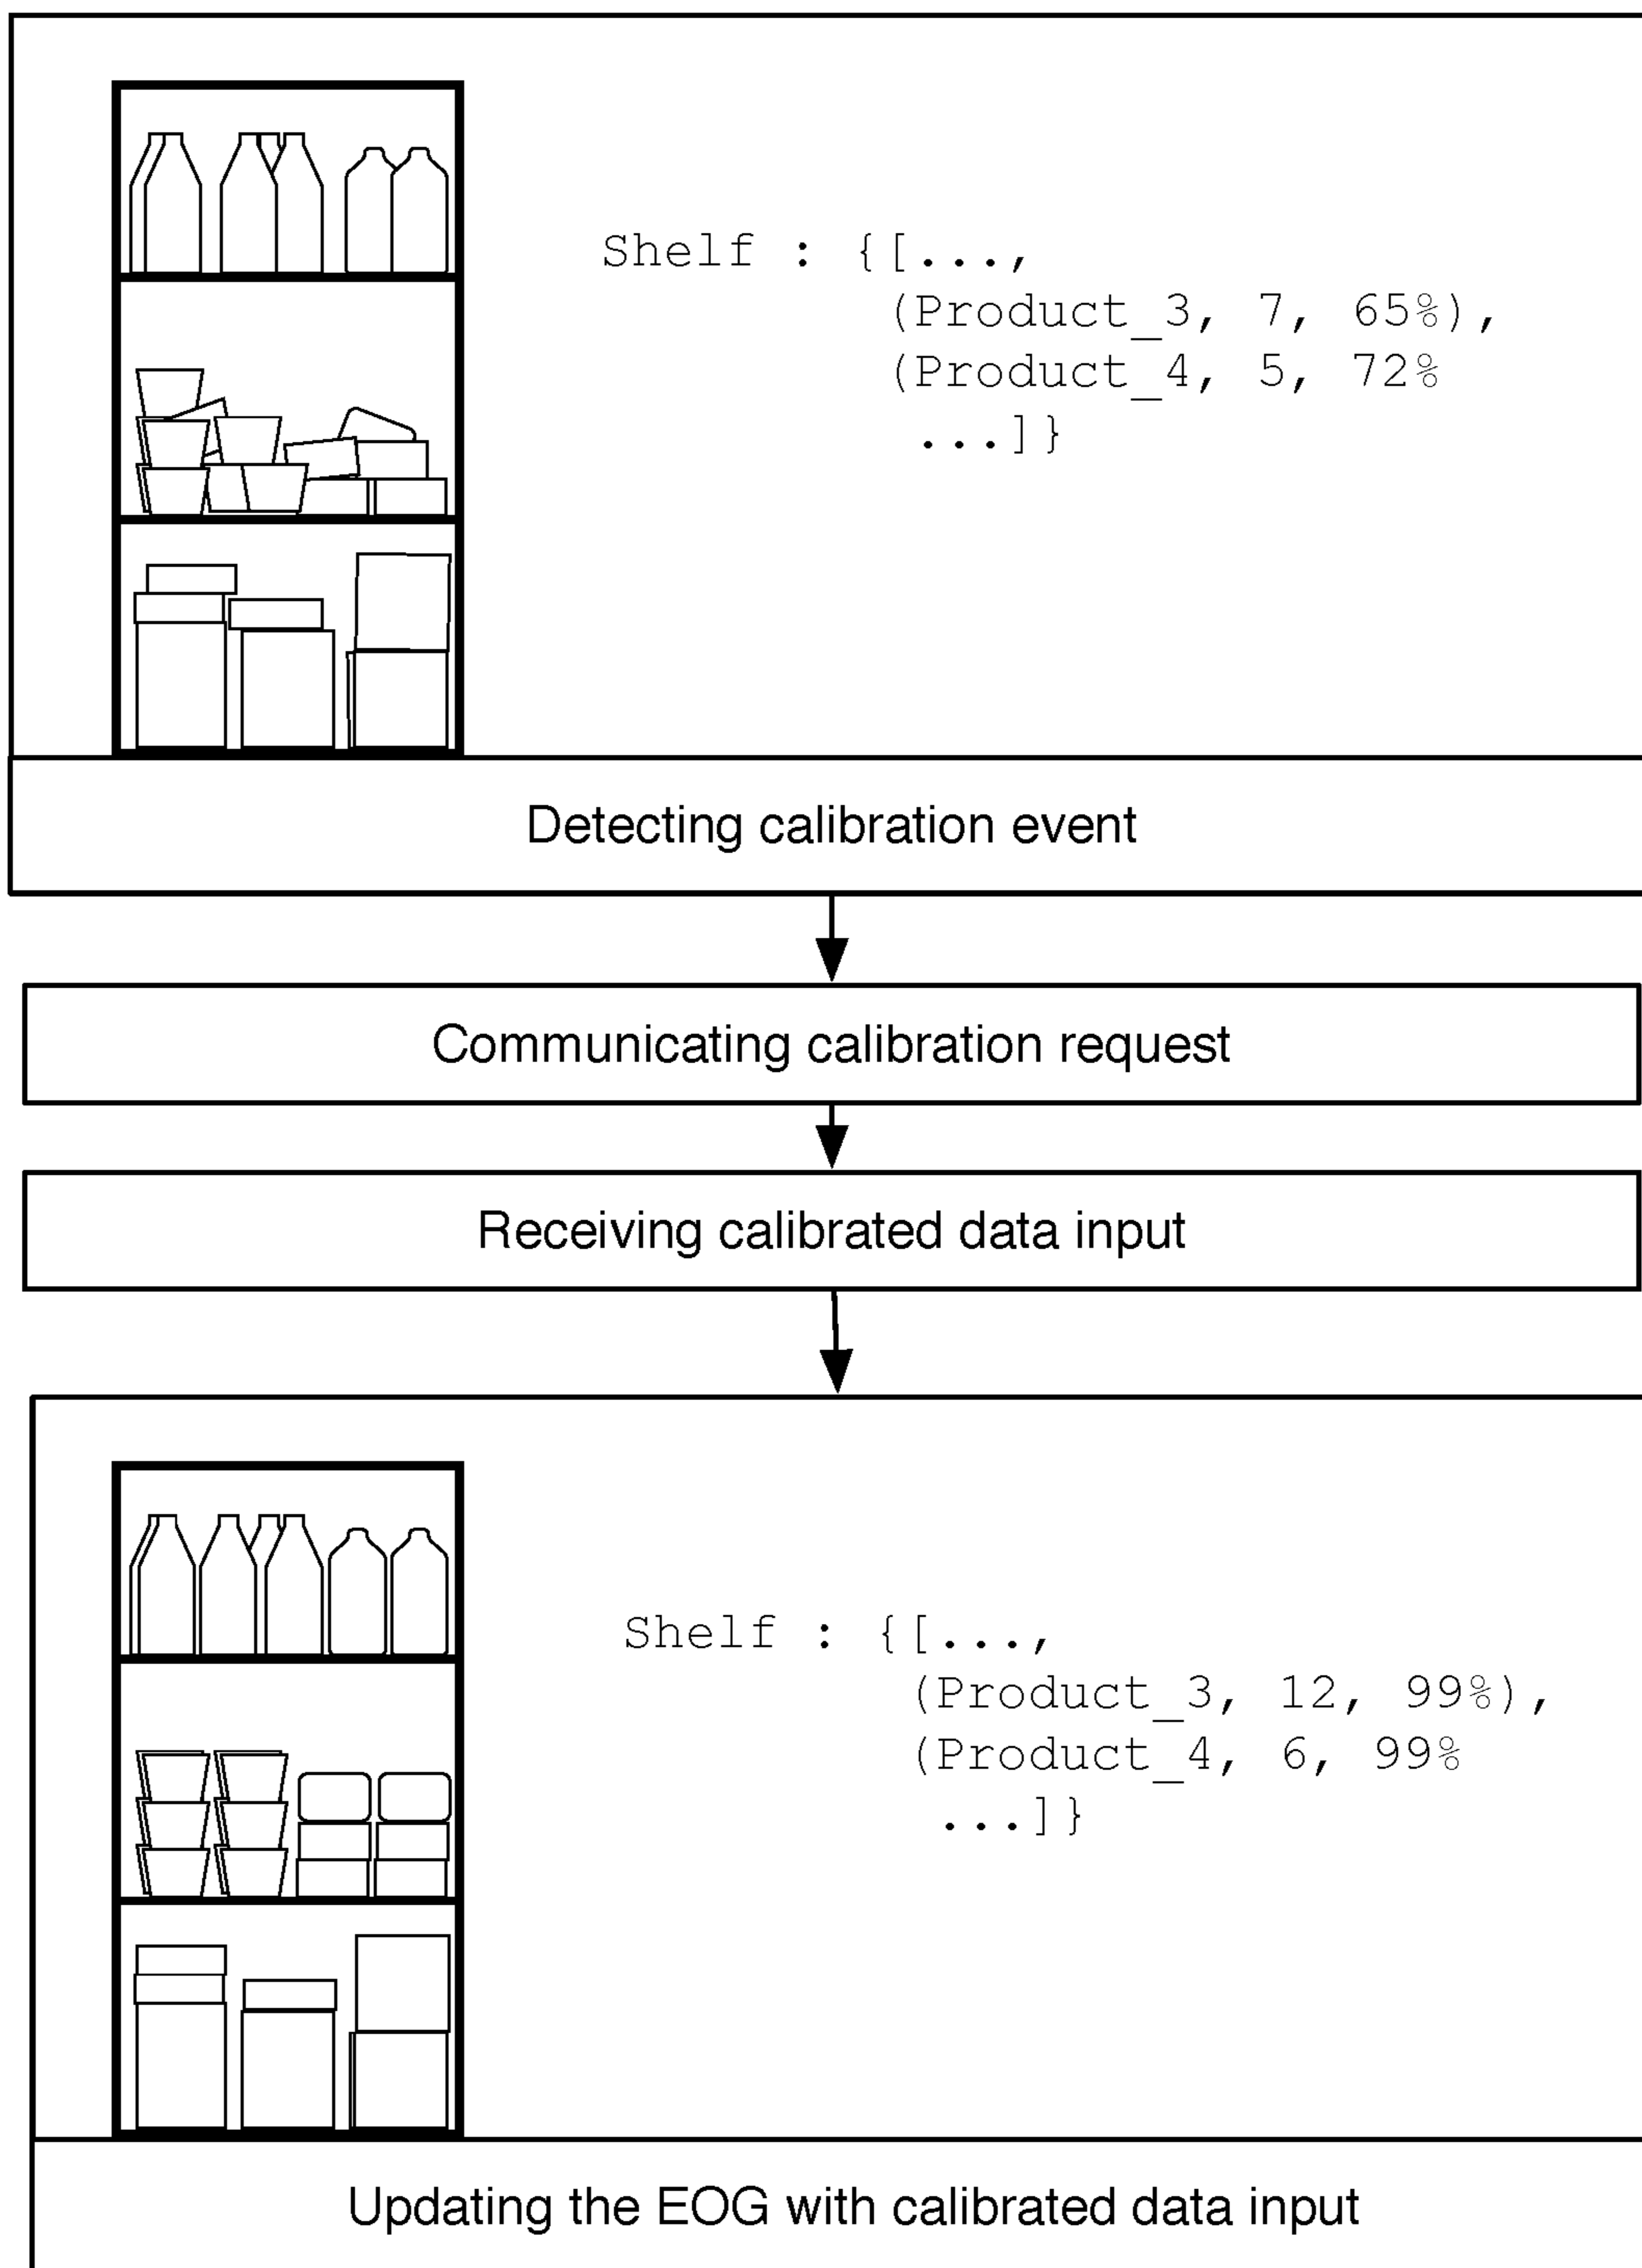 Shelf : {[...,
(Product_3, 7, 65%),
(Product_4, 5, 72%
...]}
Detecting calibration event
Communicating calibration request
Receiving calibrated data input
Shelf : {[...,
(Product_3, 12, 99%),
(Product_4, 6, 99%
...]}
Updating the EOG with calibrated data input